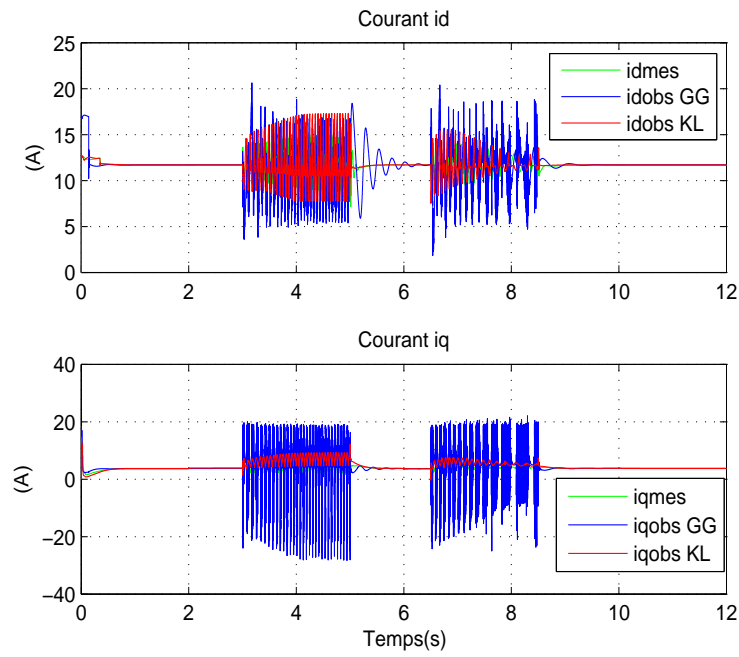 Courant id
25
20
15
10
5
0
(A)
idmes
idobs GG
idobs KL
0 2 4 6 8 10 12
Courant iq
40
20
0
−20
−40
(A)
iqmes
iqobs GG
iqobs KL
0 2 4 6 8 10 12
Temps(s)